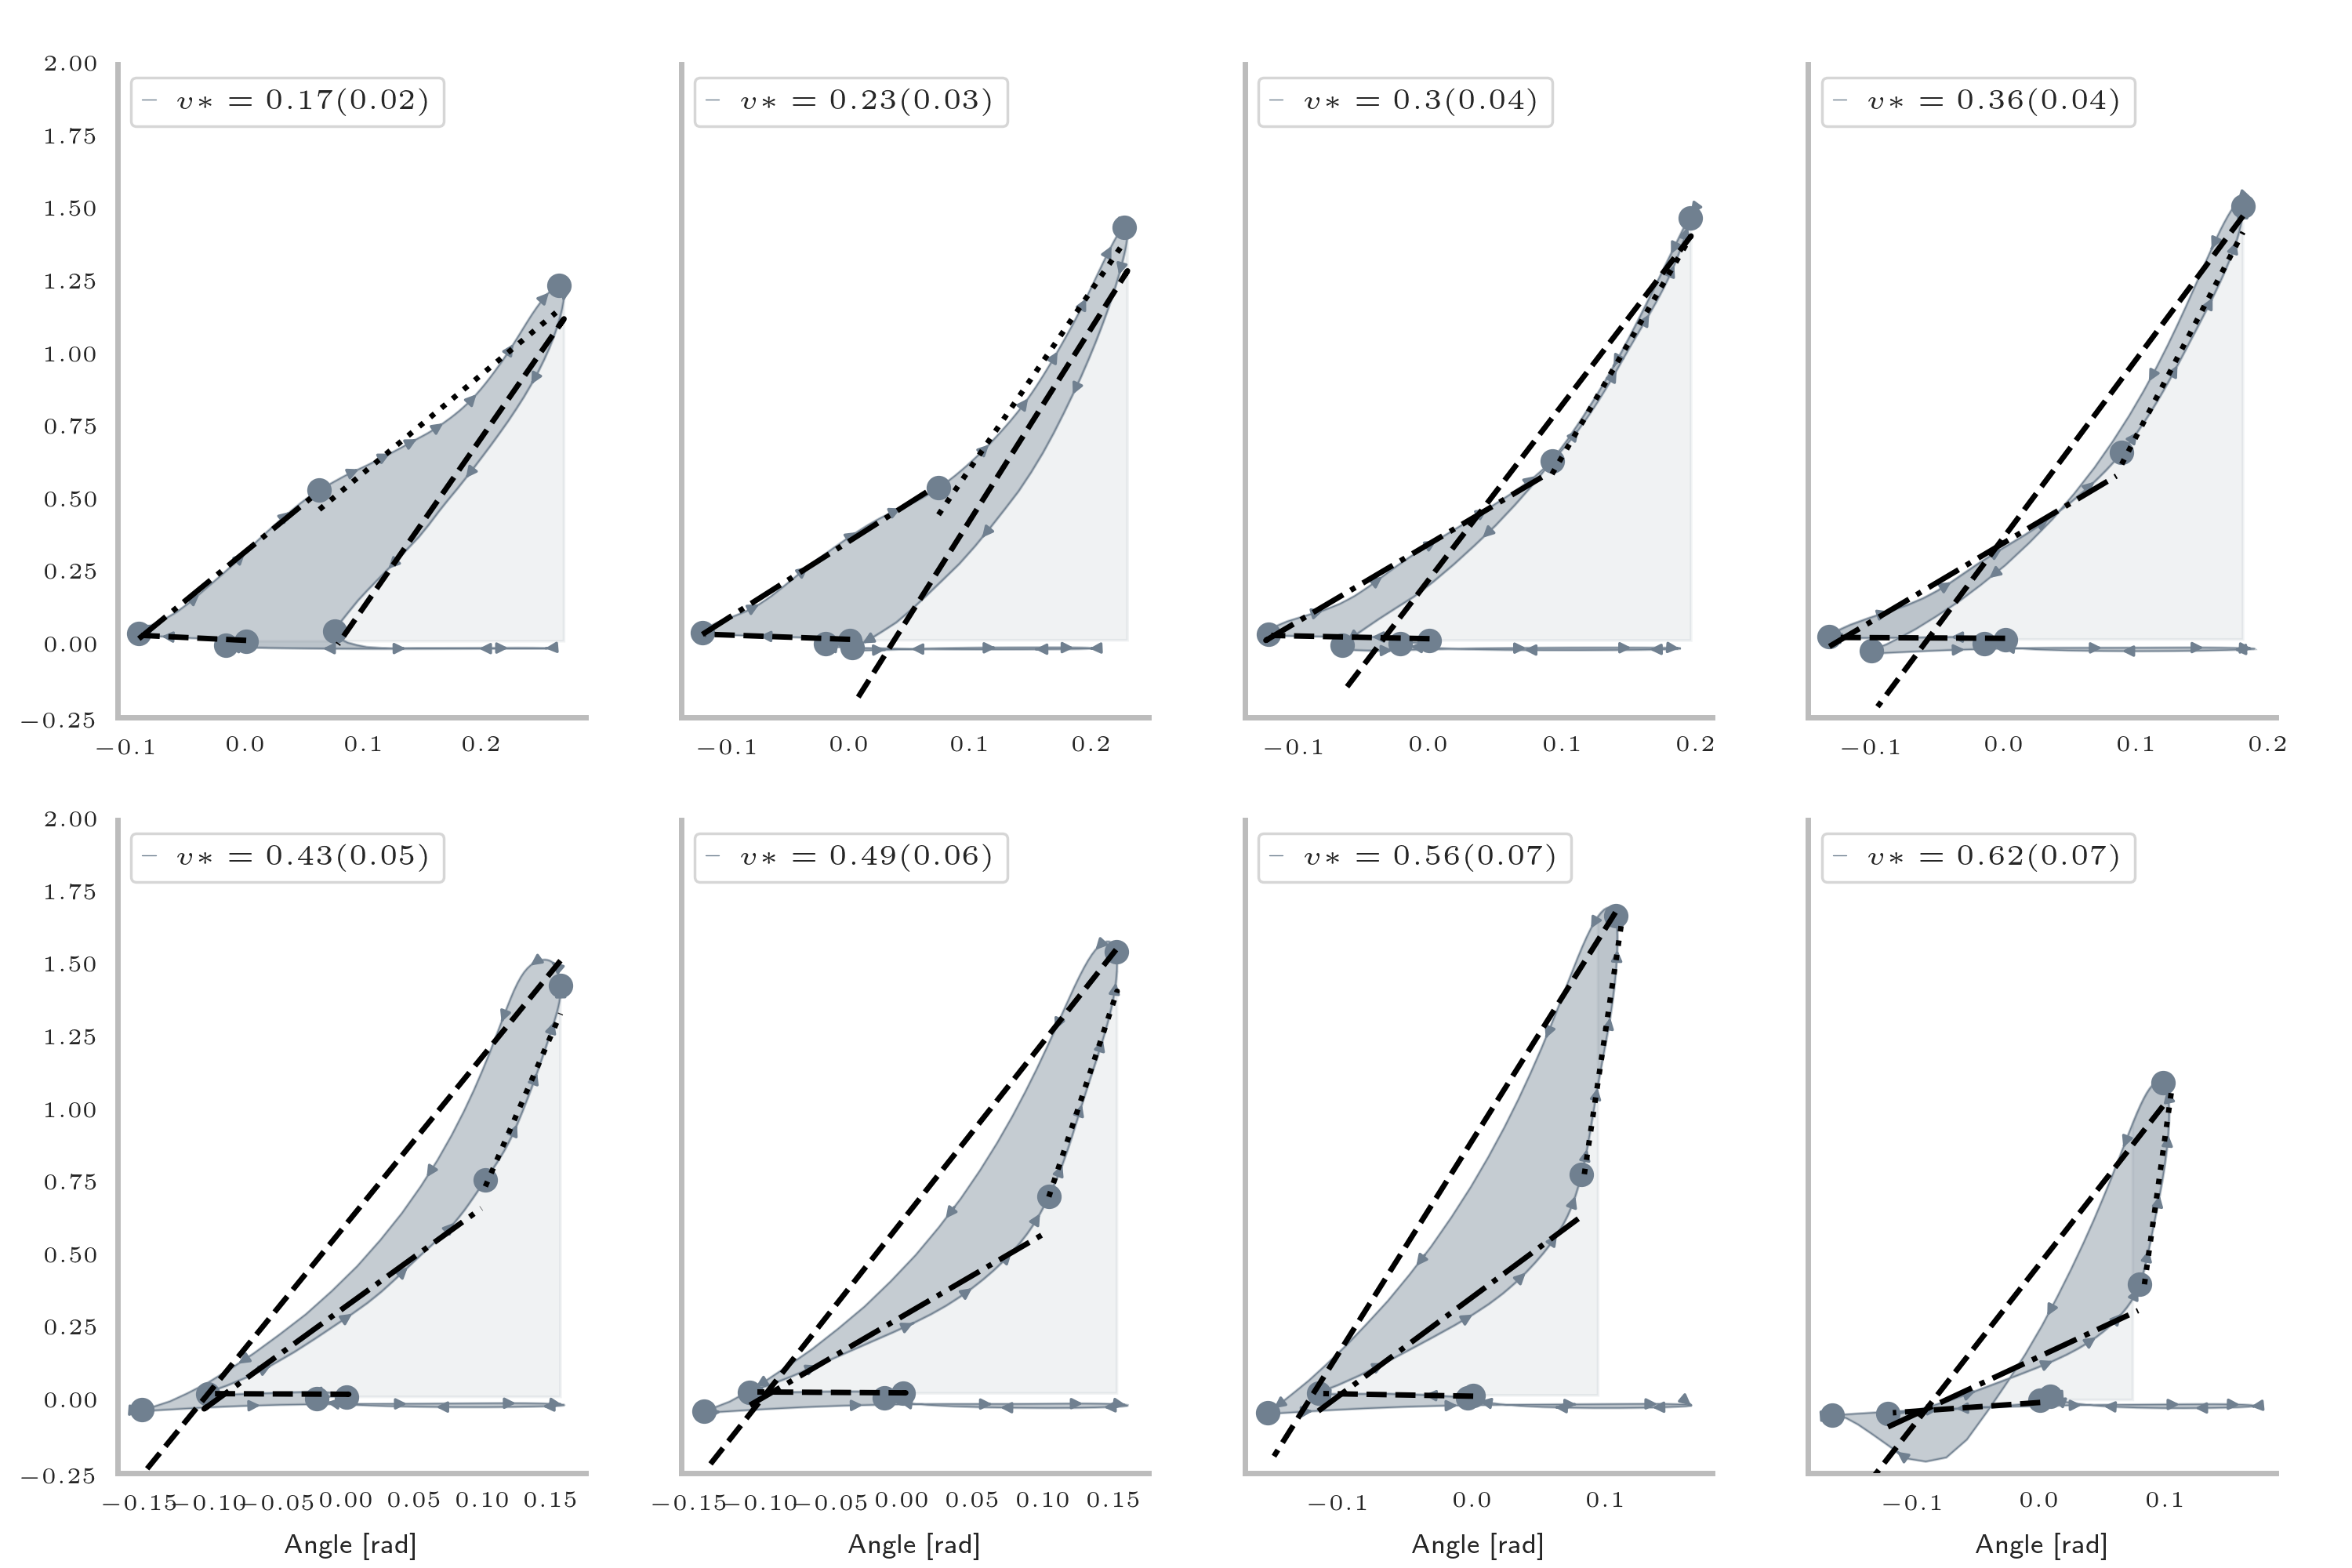 2.00
1.75
1.50
1.25
1.00
0.75
0.50
0.25
0.00
−0.25
v∗ = 0.17(0.02)
−0.1 0.0 0.1 0.2
v∗ = 0.23(0.03)
−0.1 0.0 0.1 0.2
v∗ = 0.3(0.04)
−0.1 0.0 0.1 0.2
v∗ = 0.36(0.04)
−0.1 0.0 0.1 0.2
2.00
1.75
1.50
1.25
1.00
0.75
0.50
0.25
0.00
−0.25
v∗ = 0.43(0.05)
−0.15 −0.10 −0.05 0.00 0.05 0.10 0.15
Angle [rad]
v∗ = 0.49(0.06)
−0.15 −0.10 −0.05 0.00 0.05 0.10 0.15
Angle [rad]
v∗ = 0.56(0.07)
−0.1 0.0 0.1
Angle [rad]
v∗ = 0.62(0.07)
−0.1 0.0 0.1
Angle [rad]